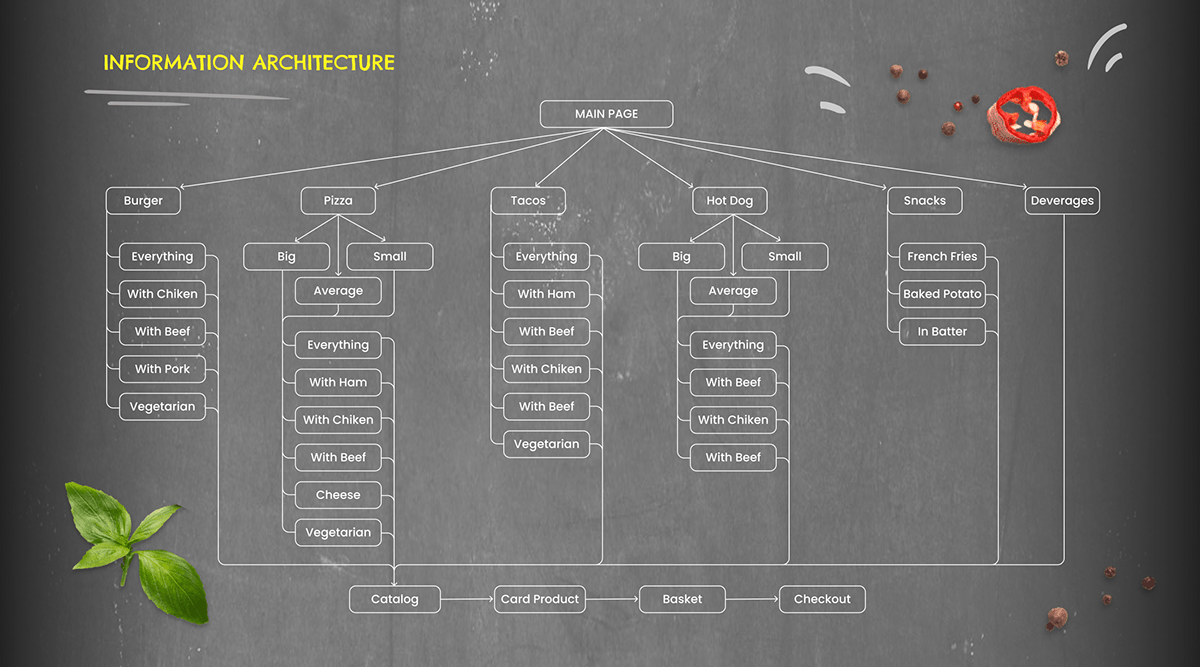 INFORMATION ARCHITECTURE
MAIN PAGE
Burger
Everything
With Chiken
With Beef
With Pork
Vegetarian
Pizza
Big
Small
Average
Everything
With Ham
With Chiken
With Beef
Cheese
Vegetarian
Tacos
Everything
With Ham
With Beef
With Chiken
With Beef
Vegetarian
Hot Dog
Big
Small
Average
Everything
With Beef
With Chiken
With Beef
Snacks
French Fries
Baked Potato
In Batter
Deverages
Catalog
Card Product
Basket
Checkout